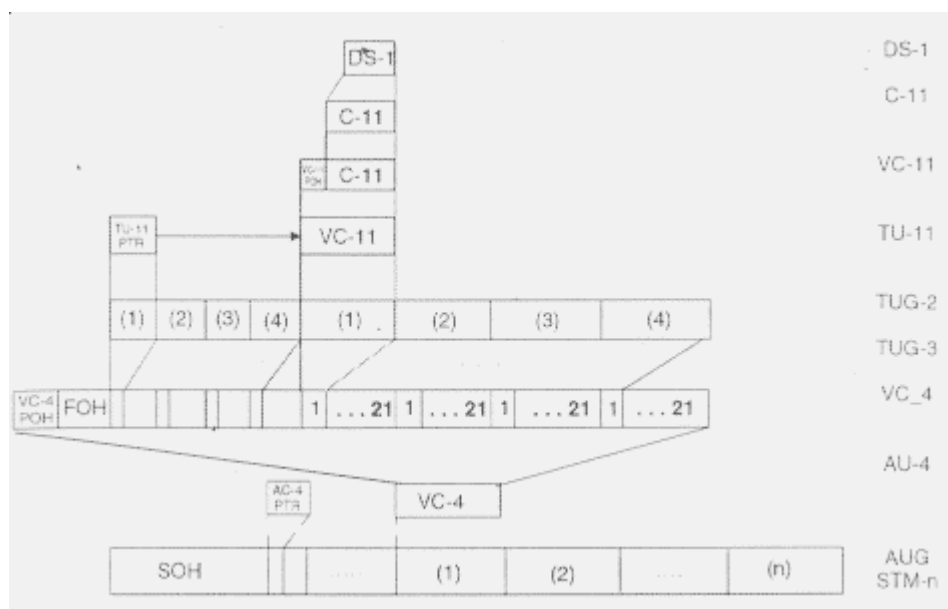 DS-1 DS-1
C-11 C-11
VC-11 POH C-11 VC-11
TU-11 PTR VC-11 TU-11
(1) (2) (3) (4) (1) (2) (3) (4) TUG-2
TUG-3
VC-4 POH FOH 1 ...21 1 ...21 1 ...21 1 ...21 VC_4
AU-4
AC-4 PTR VC-4
SOH ..... (1) (2) .... (n) AUG STM-n